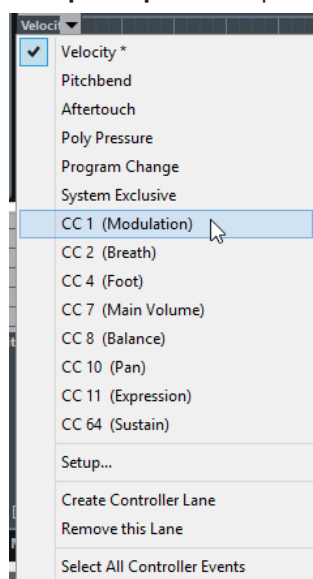 Velocit
Velocity *
Pitchbend
Aftertouch
Poly Pressure
Program Change
System Exclusive
CC 1 (Modulation)
CC 2 (Breath)
CC 4 (Foot)
CC 7 (Main Volume)
CC 8 (Balance)
CC 10 (Pan)
CC 11 (Expression)
CC 64 (Sustain)
Setup...
Create Controller Lane
Remove this Lane
Select All Controller Events